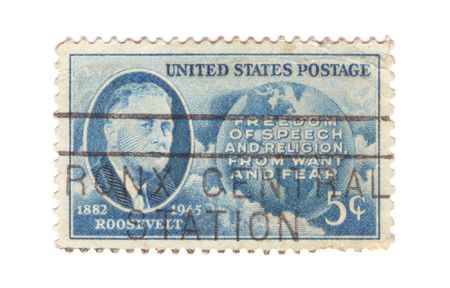 UNITED STATES POSTAGE
FREEDOM
OF SPEECH
AND RELIGION,
FROM WANT
AND FEAR
1882 1945
ROOSEVELT
5¢
RONX CENTRAL
STATION